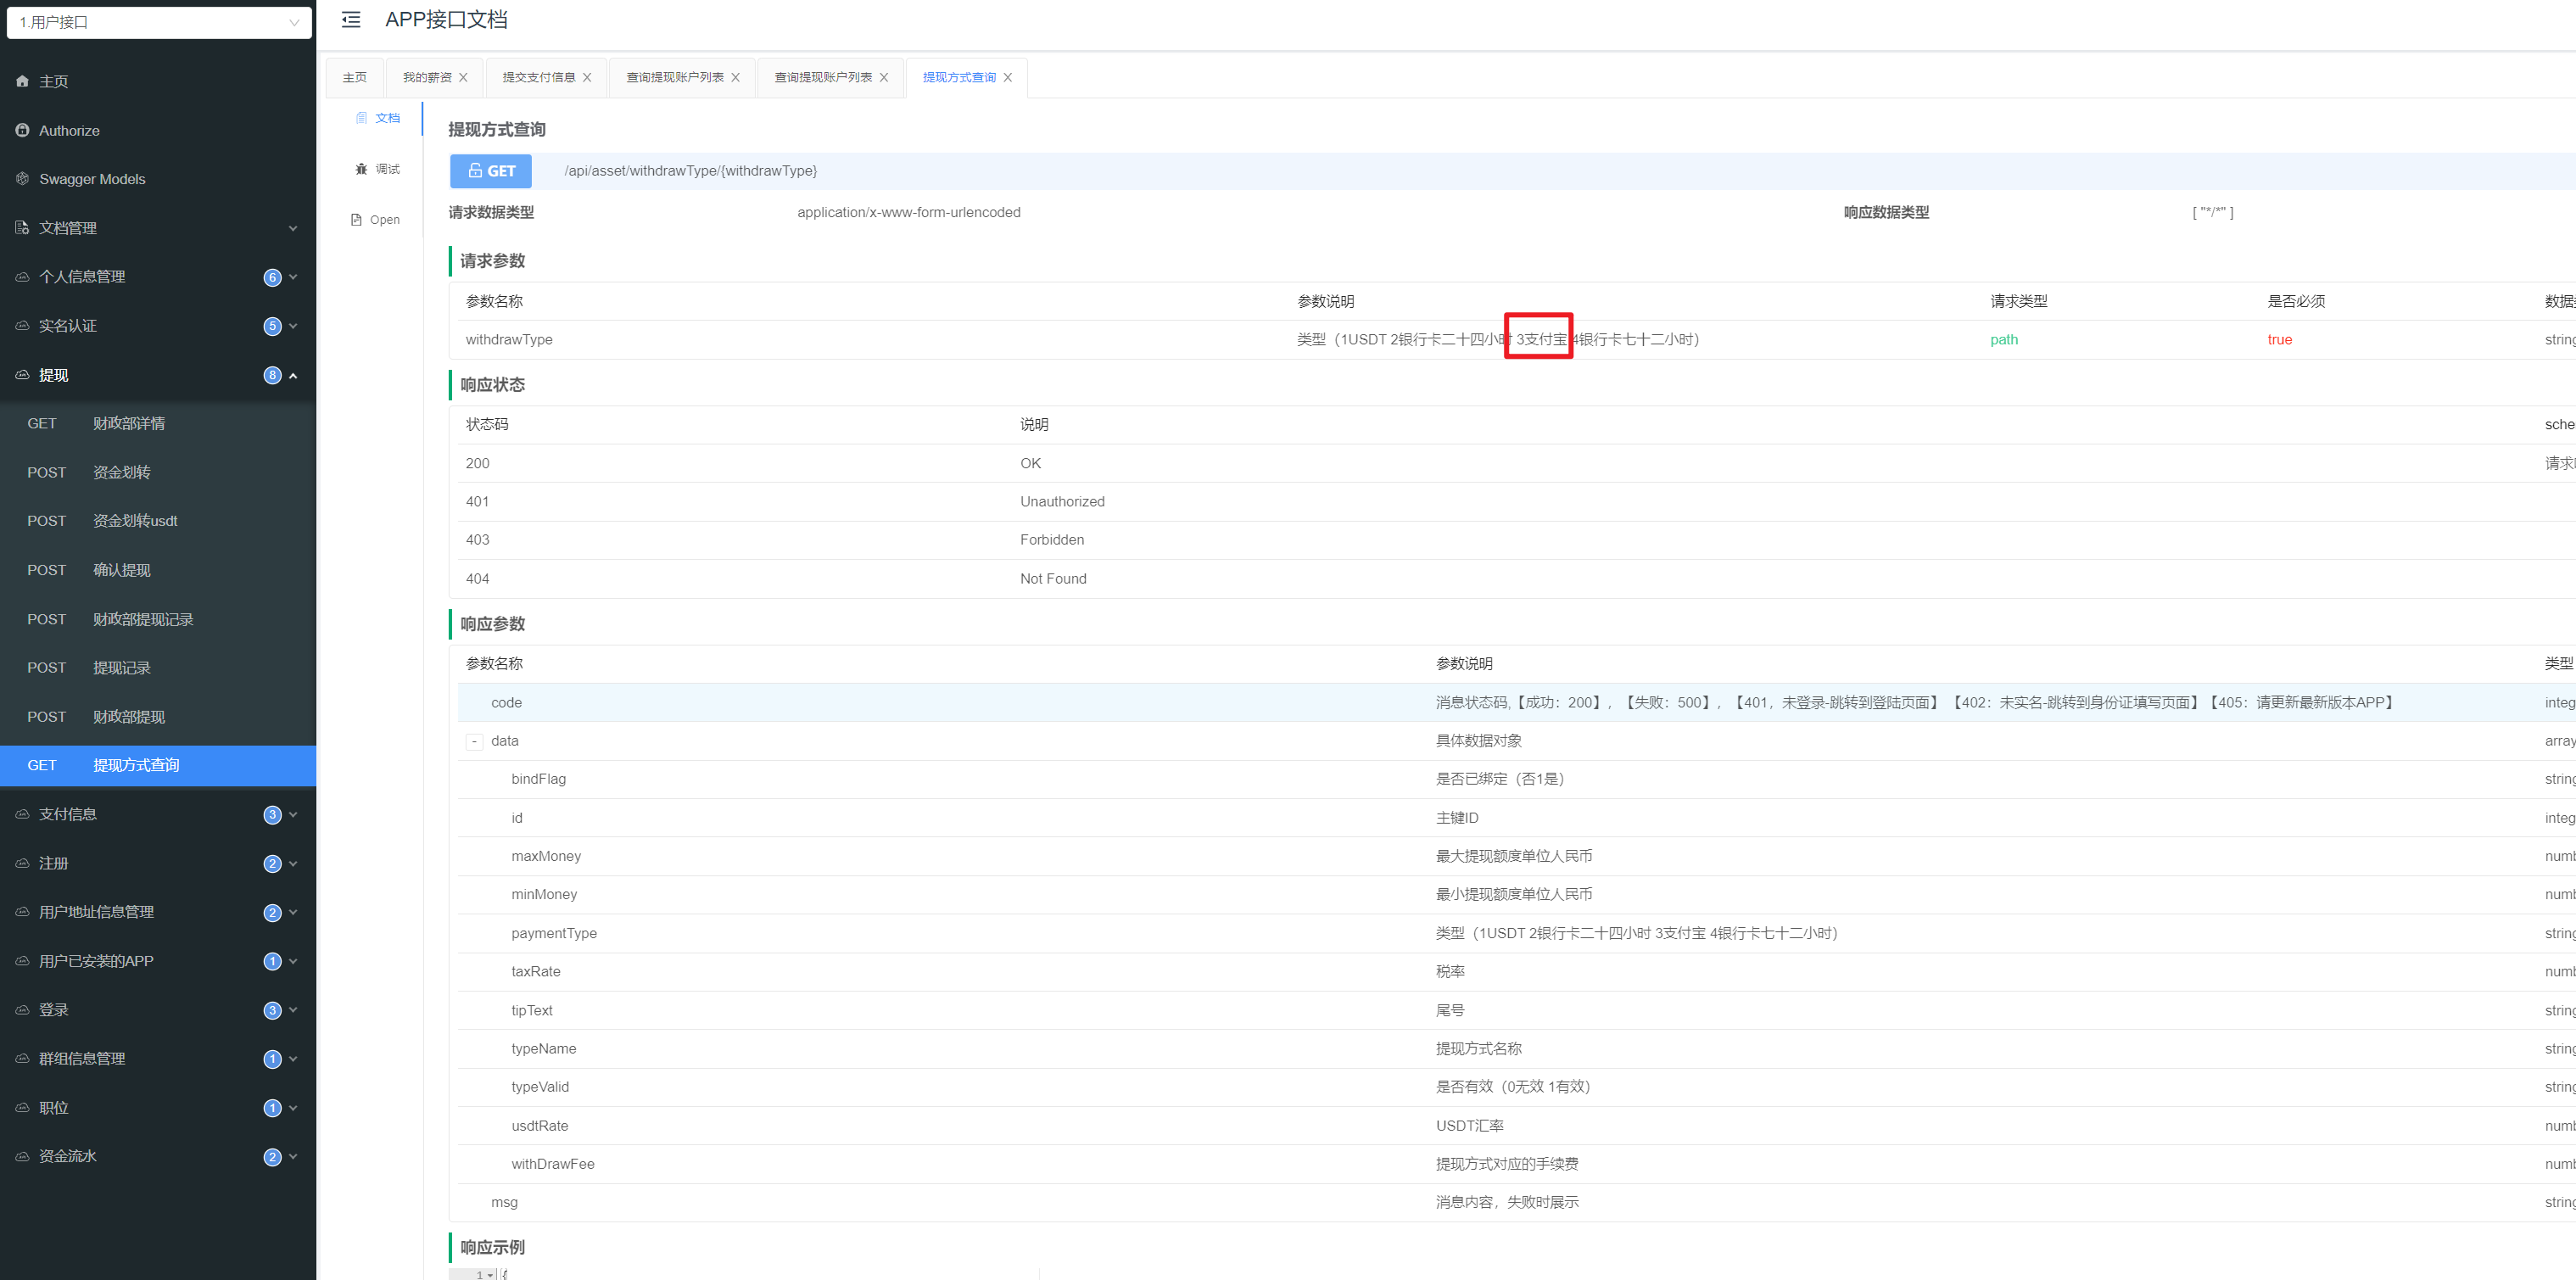 1.用户接口
主页
Authorize
Swagger Models
文档管理
个人信息管理 6
实名认证 5
提现 8
GET 财政部详情
POST 资金划转
POST 资金划转usdt
POST 确认提现
POST 财政部提现记录
POST 提现记录
POST 财政部提现
GET 提现方式查询
支付信息 3
注册 2
用户地址信息管理 2
用户已安装的APP 1
登录 3
群组信息管理 1
职位 1
资金流水 2
APP接口文档
主页 我的薪资 提交支付信息 查询提现账户列表 查询提现账户列表 提现方式查询
文档
调试
Open
提现方式查询
GET /api/asset/withdrawType/{withdrawType}
请求数据类型 application/x-www-form-urlencoded 响应数据类型 [ "*/*" ]
请求参数
参数名称 参数说明 请求类型 是否必须 数据
withdrawType 类型（1USDT 2银行卡二十四小时 3支付宝 4银行卡七十二小时） path true string
响应状态
状态码 说明 sche
200 OK 请求
401 Unauthorized
403 Forbidden
404 Not Found
响应参数
参数名称 参数说明 类型
code 消息状态码,【成功：200】，【失败：500】，【401，未登录-跳转到登陆页面】【402：未实名-跳转到身份证填写页面】【405：请更新最新版本APP】 integ
- data 具体数据对象 array
bindFlag 是否已绑定（否1是） string
id 主键ID integ
maxMoney 最大提现额度单位人民币 numb
minMoney 最小提现额度单位人民币 numb
paymentType 类型（1USDT 2银行卡二十四小时 3支付宝 4银行卡七十二小时） string
taxRate 税率 numb
tipText 尾号 string
typeName 提现方式名称 string
typeValid 是否有效（0无效 1有效） string
usdtRate USDT汇率 numb
withDrawFee 提现方式对应的手续费 numb
msg 消息内容，失败时展示 string
响应示例
1 {